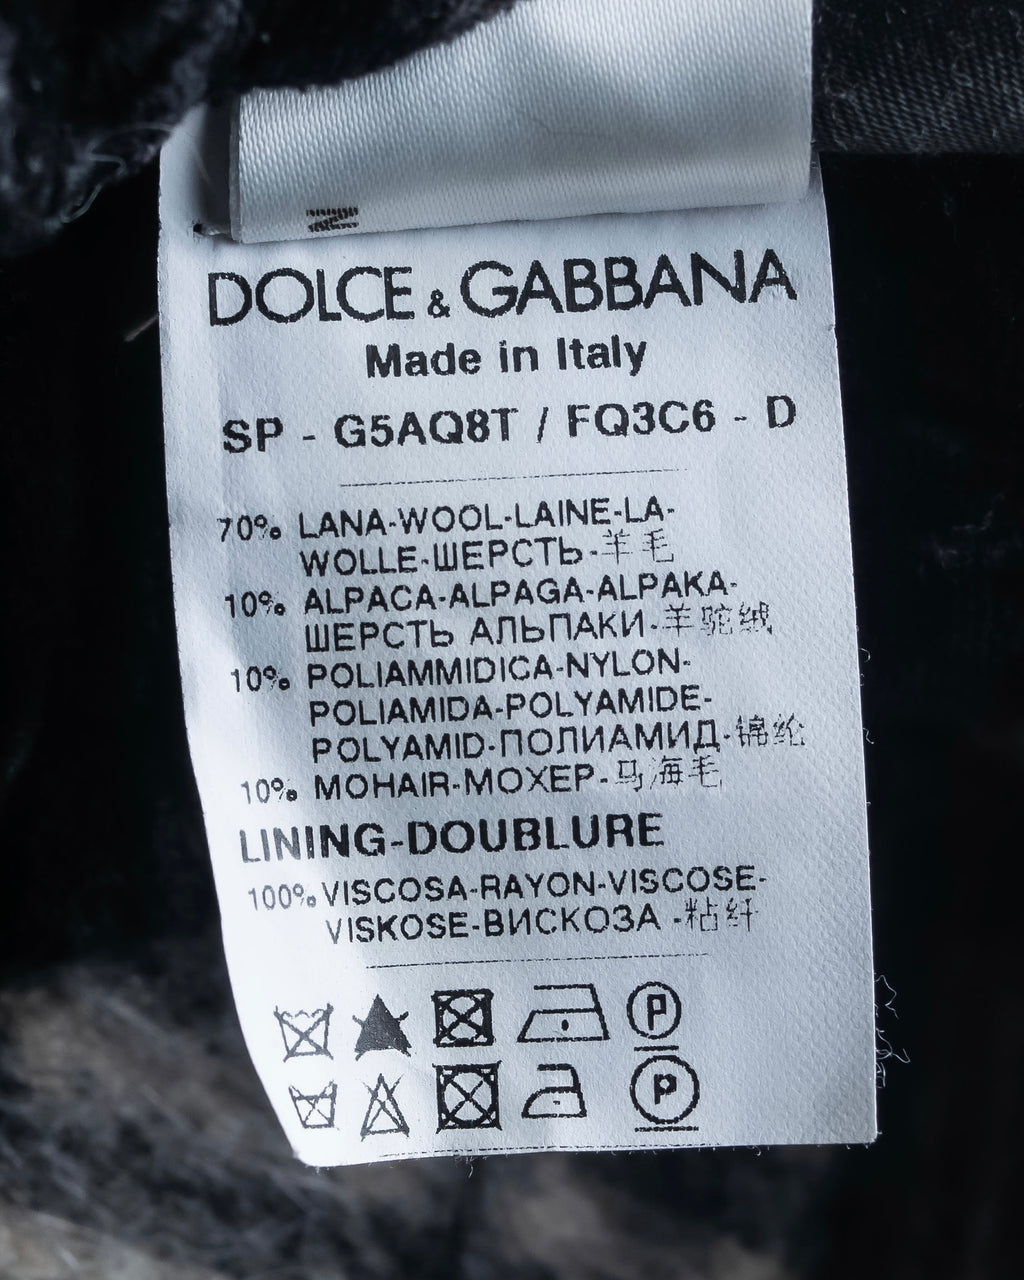 DOLCE & GABBANA
Made in Italy
SP - G5AQ8T / FQ3C6 - D
70% LANA-WOOL-LAINE-LA-
WOLLE-ШЕРСТЬ-羊毛
10% ALPACA-ALPAGA-ALPAKA-
ШЕРСТЬ АЛЬПАКИ-羊驼绒
10% POLIAMMIDICA-NYLON-
POLIAMIDA-POLYAMIDE-
POLYAMID-ПОЛИАМИД-锦纶
10% MOHAIR-МОХЕР-马海毛
LINING-DOUBLURE
100% VISCOSA-RAYON-VISCOSE-
VISKOSE-ВИСКОЗА -粘纤
P
P